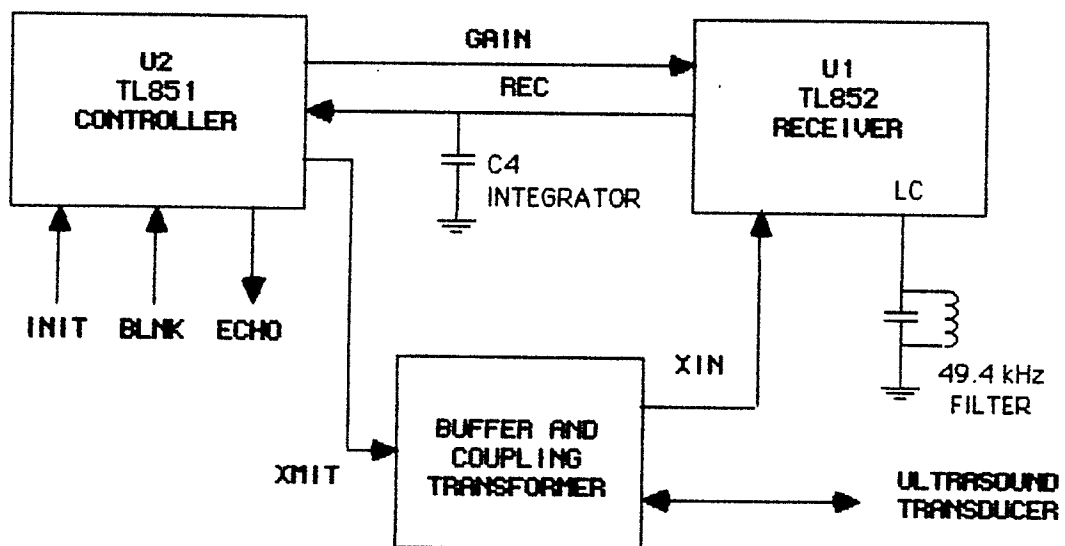 U2
TL851
CONTROLLER
GAIN
REC
U1
TL852
RECEIVER
LC
C4
INTEGRATOR
INIT
BLNK
ECHO
XIN
49.4 kHz
FILTER
XMIT
BUFFER AND
COUPLING
TRANSFORMER
ULTRASOUND
TRANSDUCER